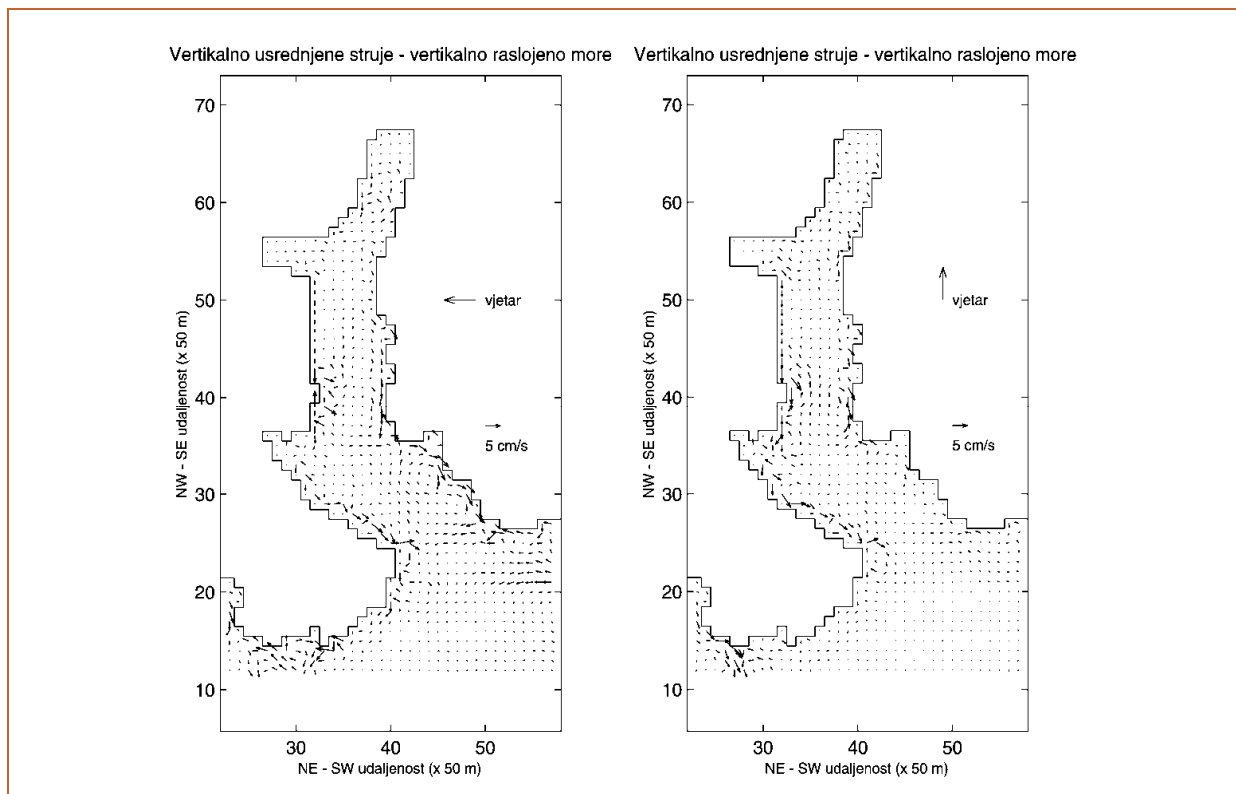 Vertikalno usrednjene struje - vertikalno raslojeno more
70
60
50
40
30
20
10
NW - SE udaljenost (x 50 m)
vjetar
5 cm/s
30
40
50
NE - SW udaljenost (x 50 m)
Vertikalno usrednjene struje - vertikalno raslojeno more
70
60
50
40
30
20
10
NW - SE udaljenost (x 50 m)
vjetar
5 cm/s
30
40
50
NE - SW udaljenost (x 50 m)